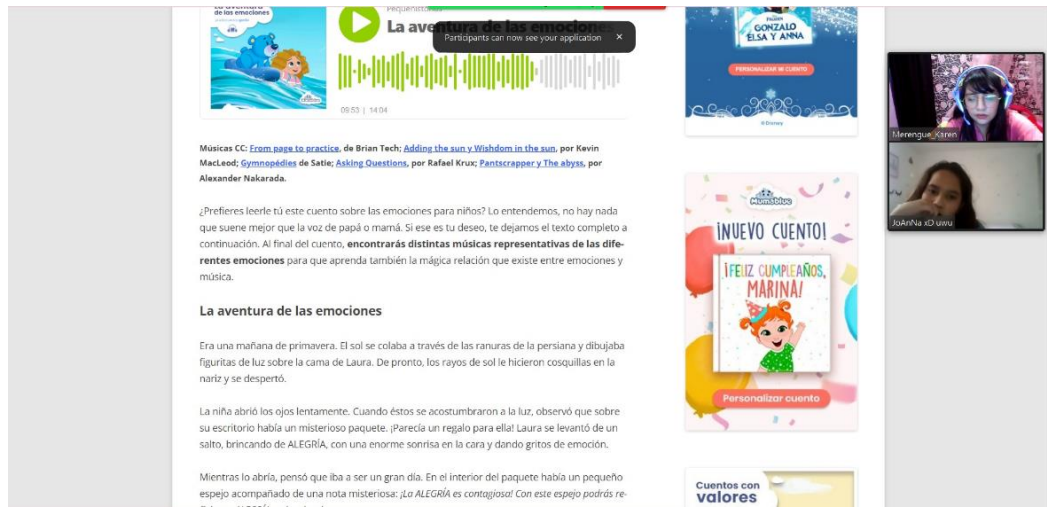 la aventura
de las emociones
Pequehistorias
La aventura de las emociones
Participants can now see your application ×
09:53 | 14:04
Músicas CC: From page to practice, de Brian Tech; Adding the sun y Wishdom in the sun, por Kevin
MacLeod; Gymnopédies de Satie; Asking Questions, por Rafael Krux; Pantscrapper y The abyss, por
Alexander Nakarada.
¿Prefieres leerle tú este cuento sobre las emociones para niños? Lo entendemos, no hay nada
que suene mejor que la voz de papá o mamá. Si ese es tu deseo, te dejamos el texto completo a
continuación. Al final del cuento, encontrarás distintas músicas representativas de las dife-
rentes emociones para que aprenda también la mágica relación que existe entre emociones y
música.
La aventura de las emociones
Era una mañana de primavera. El sol se colaba a través de las ranuras de la persiana y dibujaba
figuritas de luz sobre la cama de Laura. De pronto, los rayos de sol le hicieron cosquillas en la
nariz y se despertó.
La niña abrió los ojos lentamente. Cuando éstos se acostumbraron a la luz, observó que sobre
su escritorio había un misterioso paquete. ¡Parecía un regalo para ella! Laura se levantó de un
salto, brincando de ALEGRÍA, con una enorme sonrisa en la cara y dando gritos de emoción.
Mientras lo abría, pensó que iba a ser un gran día. En el interior del paquete había un pequeño
espejo acompañado de una nota misteriosa: ¡La ALEGRÍA es contagiosa! Con este espejo podrás re-
FROZEN
GONZALO
ELSA Y ANNA
PERSONALIZAR MI CUENTO
© Disney
Mumablue
¡NUEVO CUENTO!
¡FELIZ CUMPLEAÑOS,
MARINA!
Personalizar cuento
Cuentos con
valores
Merengue_Karen
JoAnNa xD uwu